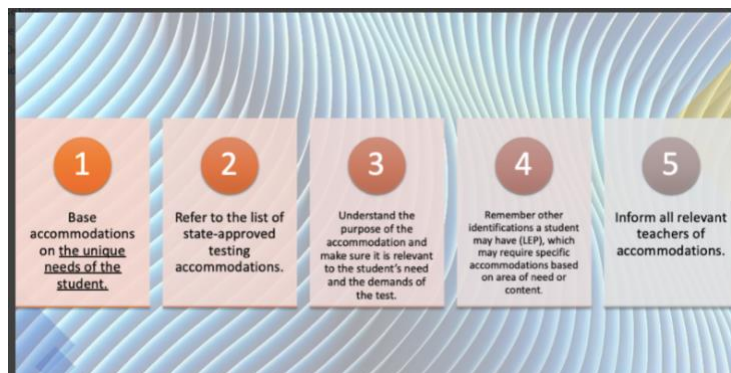 1
Base
accommodations
on the unique
needs of the
student.
2
Refer to the list of
state-approved
testing
accommodations.
3
Understand the
purpose of the
accommodation and
make sure it is relevant
to the student's need
and the demands of
the test.
4
Remember other
identifications a student
may have (LEP), which
may require specific
accommodations based
on area of need or
content.
5
Inform all relevant
teachers of
accommodations.